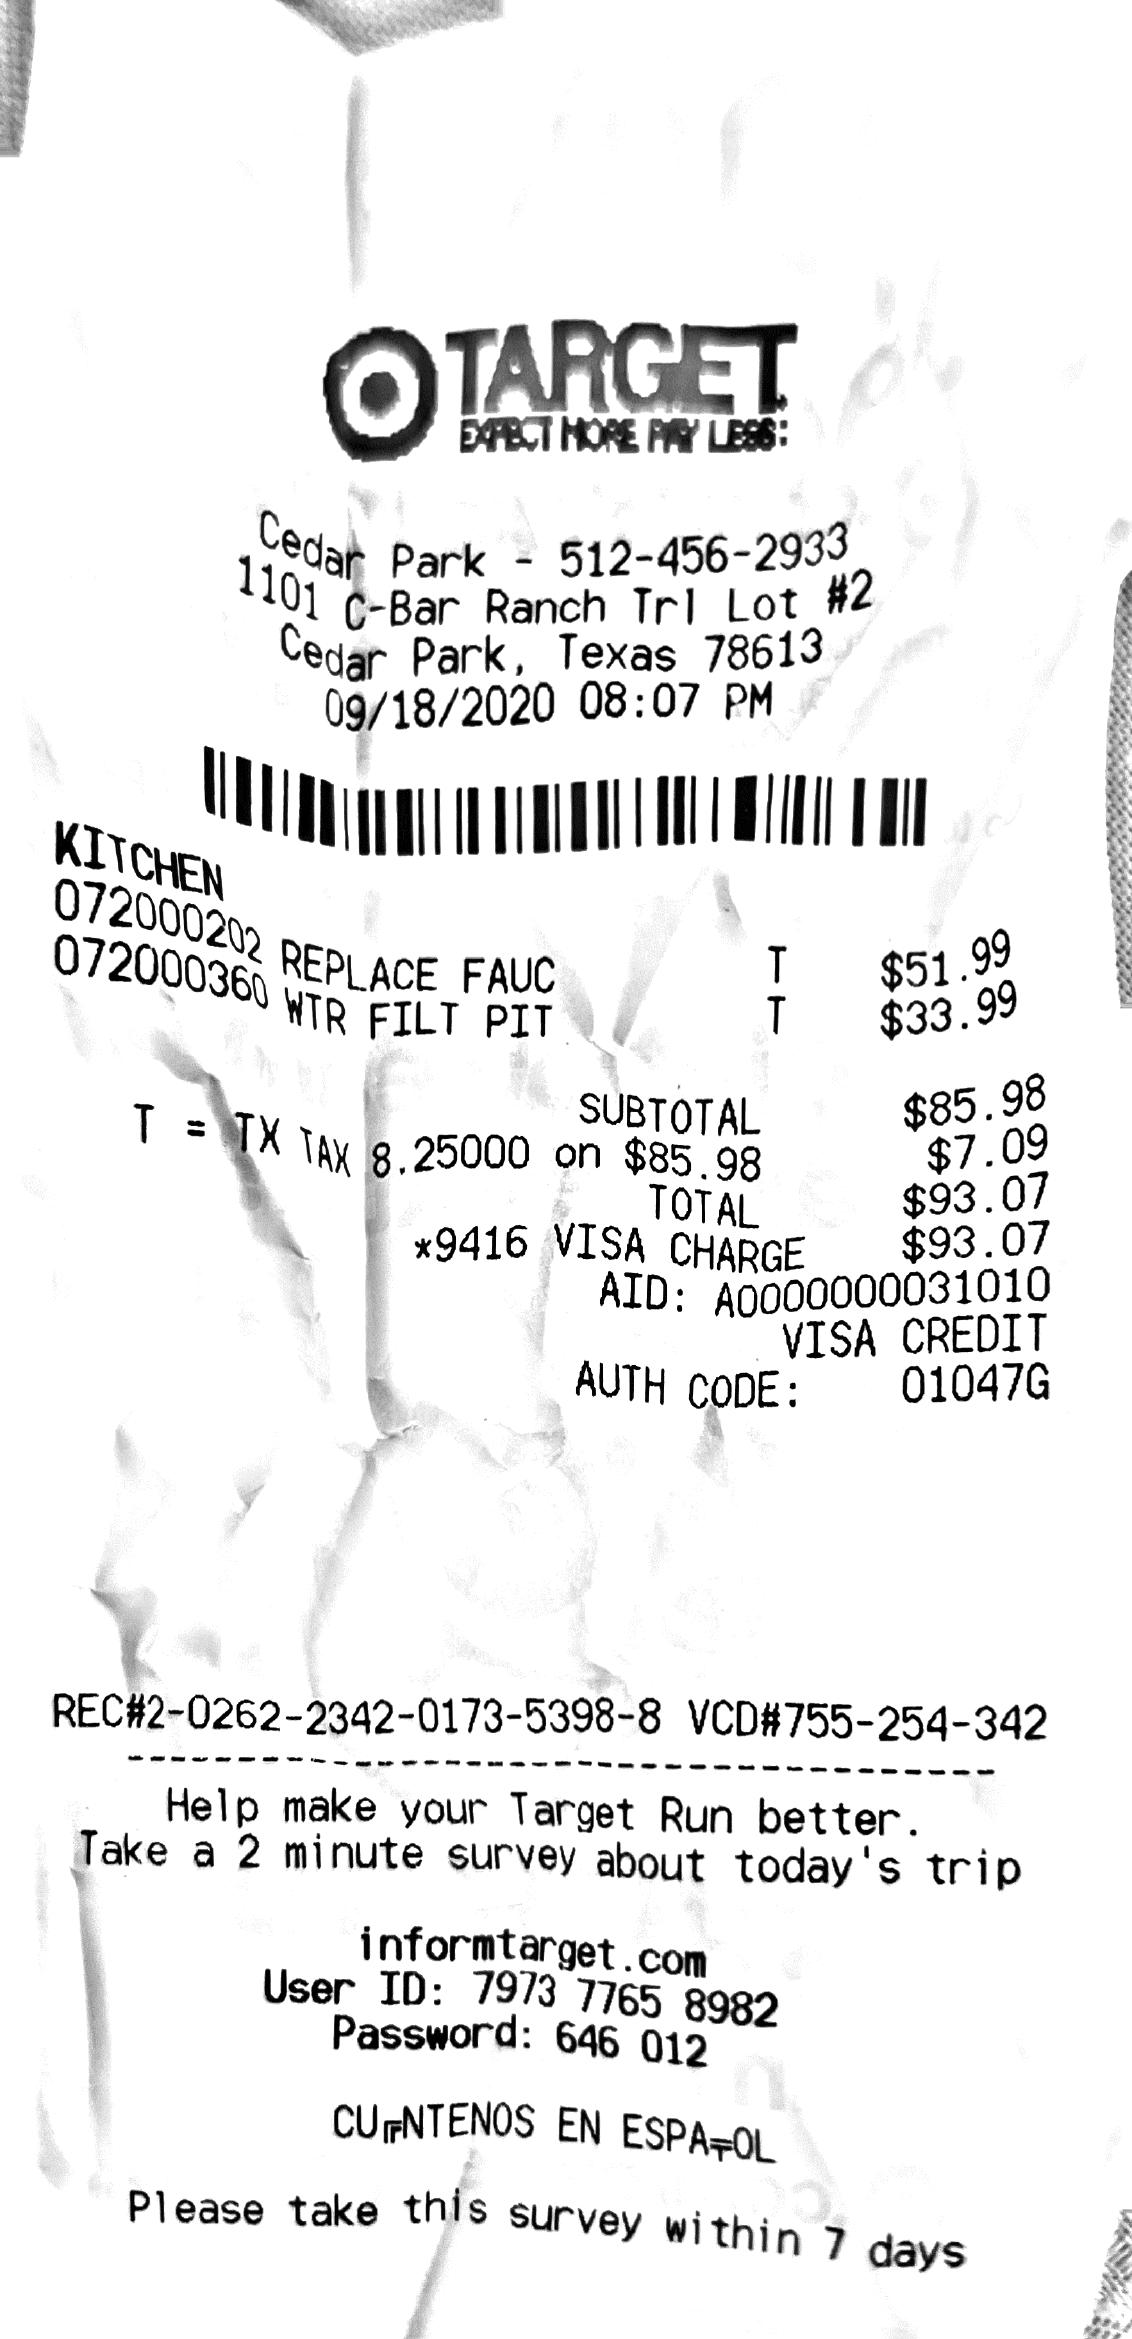 TARGET
EXPECT MORE PAY LESS:
Cedar Park - 512-456-2933
1101 C-Bar Ranch Trl Lot #2
Cedar Park, Texas 78613
09/18/2020 08:07 PM
KITCHEN
072000202 REPLACE FAUC T $51.99
072000360 WTR FILT PIT T $33.99
SUBTOTAL $85.98
T = TX TAX 8.25000 on $85.98 $7.09
TOTAL $93.07
*9416 VISA CHARGE $93.07
AID: A0000000031010
VISA CREDIT
AUTH CODE: 01047G
REC#2-0262-2342-0173-5398-8 VCD#755-254-342
Help make your Target Run better.
Take a 2 minute survey about today's trip
informtarget.com
User ID: 7973 7765 8982
Password: 646 012
CU╓NTENOS EN ESPA╤OL
Please take this survey within 7 days